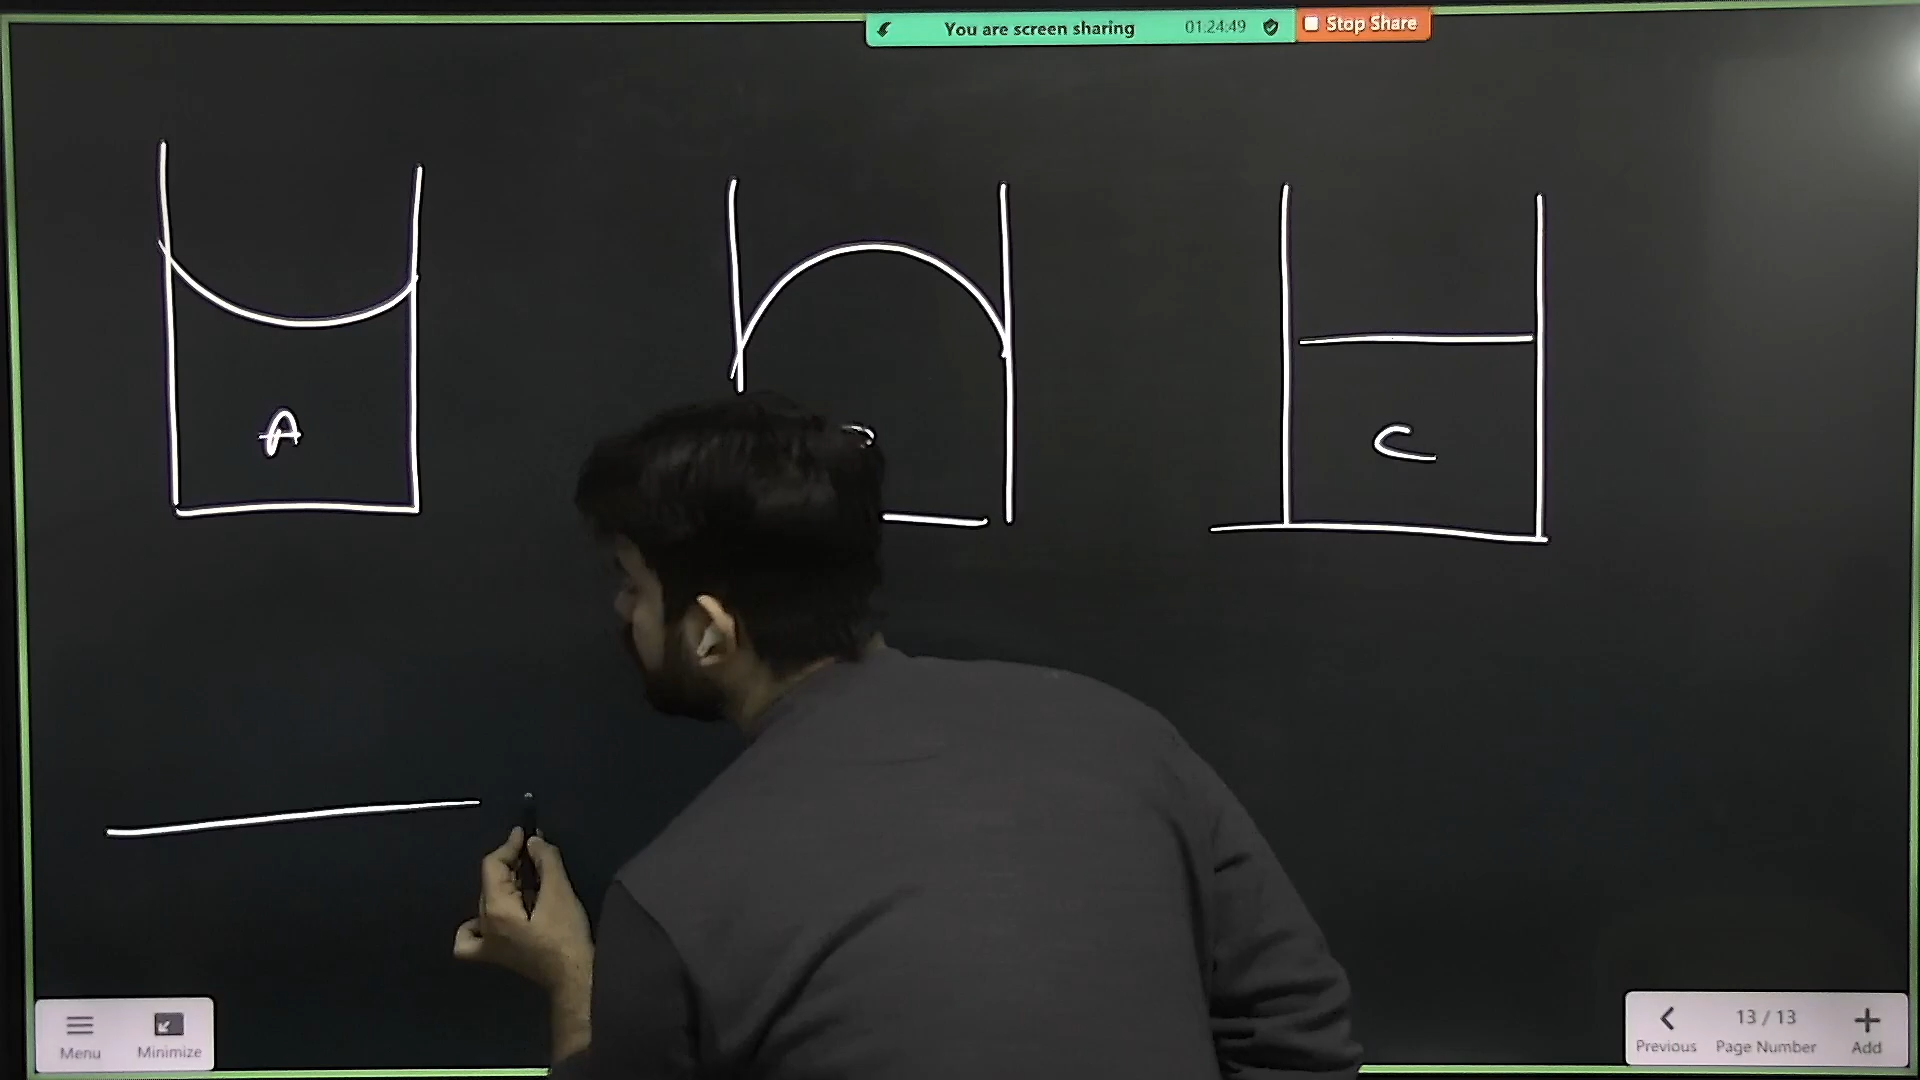 You are screen sharing 01:24:49 Stop Share
A
C
Menu Minimize
13 / 13
Previous Page Number Add